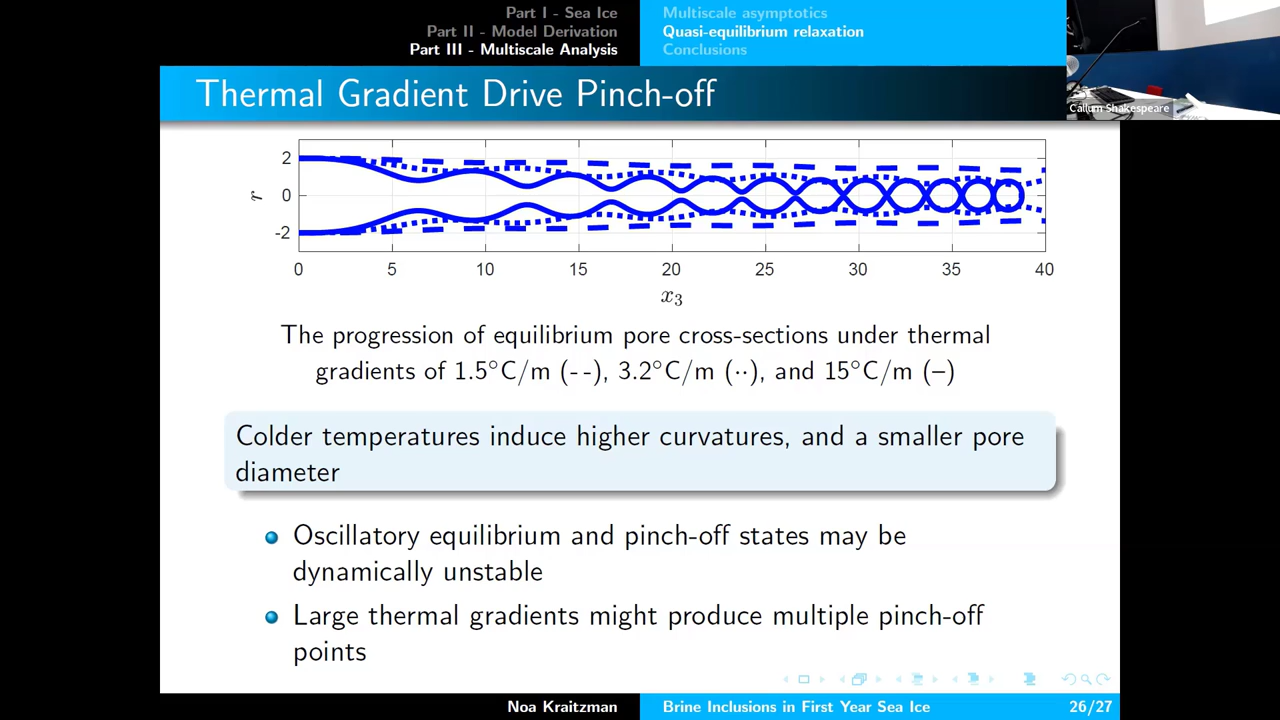 Part I - Sea Ice
Part II - Model Derivation
Part III - Multiscale Analysis
Multiscale asymptotics
Quasi-equilibrium relaxation
Conclusions
Callum Shakespeare
Thermal Gradient Drive Pinch-off
2
0
-2
r
0 5 10 15 20 25 30 35 40
x₃
The progression of equilibrium pore cross-sections under thermal
gradients of 1.5°C/m (- -), 3.2°C/m (··), and 15°C/m (−)
Colder temperatures induce higher curvatures, and a smaller pore
diameter
Oscillatory equilibrium and pinch-off states may be
dynamically unstable
Large thermal gradients might produce multiple pinch-off
points
Noa Kraitzman
Brine Inclusions in First Year Sea Ice
26/27